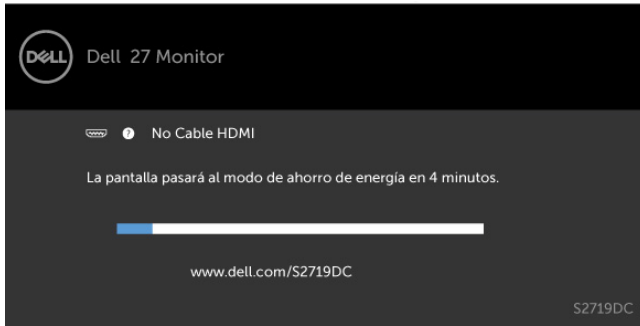 DELL
Dell 27 Monitor
? No Cable HDMI
La pantalla pasará al modo de ahorro de energía en 4 minutos.
www.dell.com/S2719DC
S2719DC